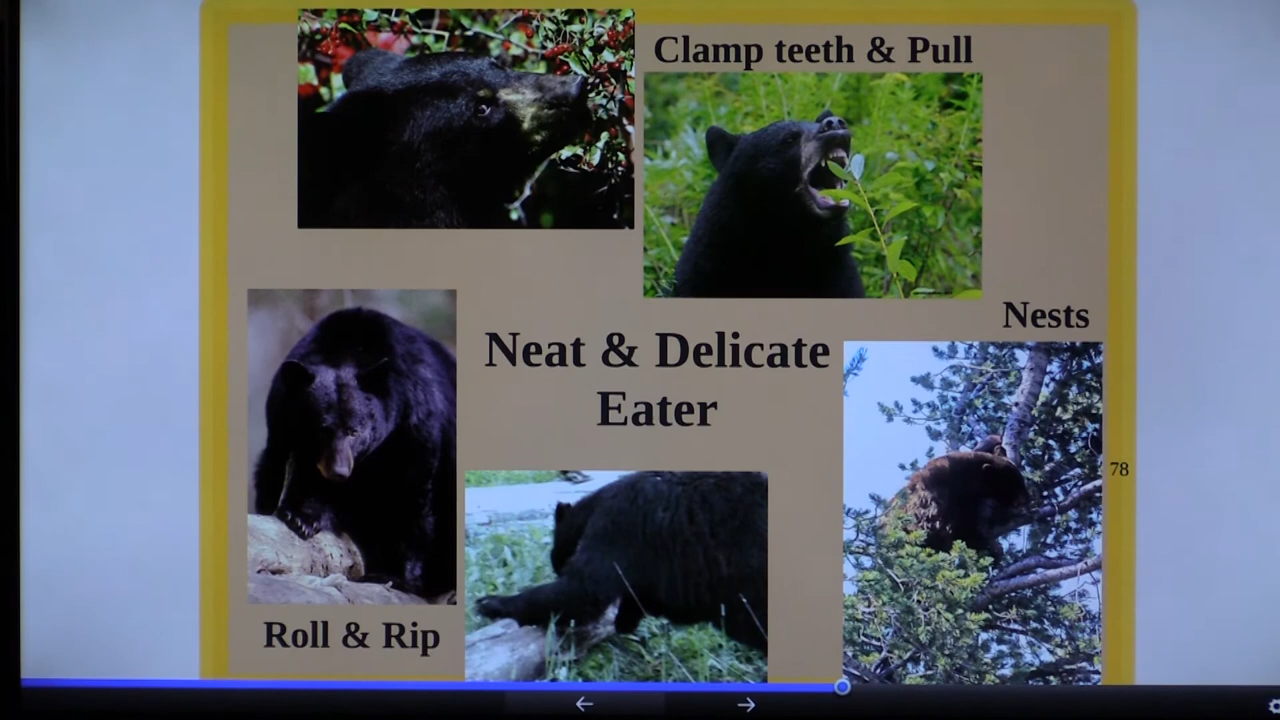 Clamp teeth & Pull
Nests
Neat & Delicate
Eater
78
Roll & Rip